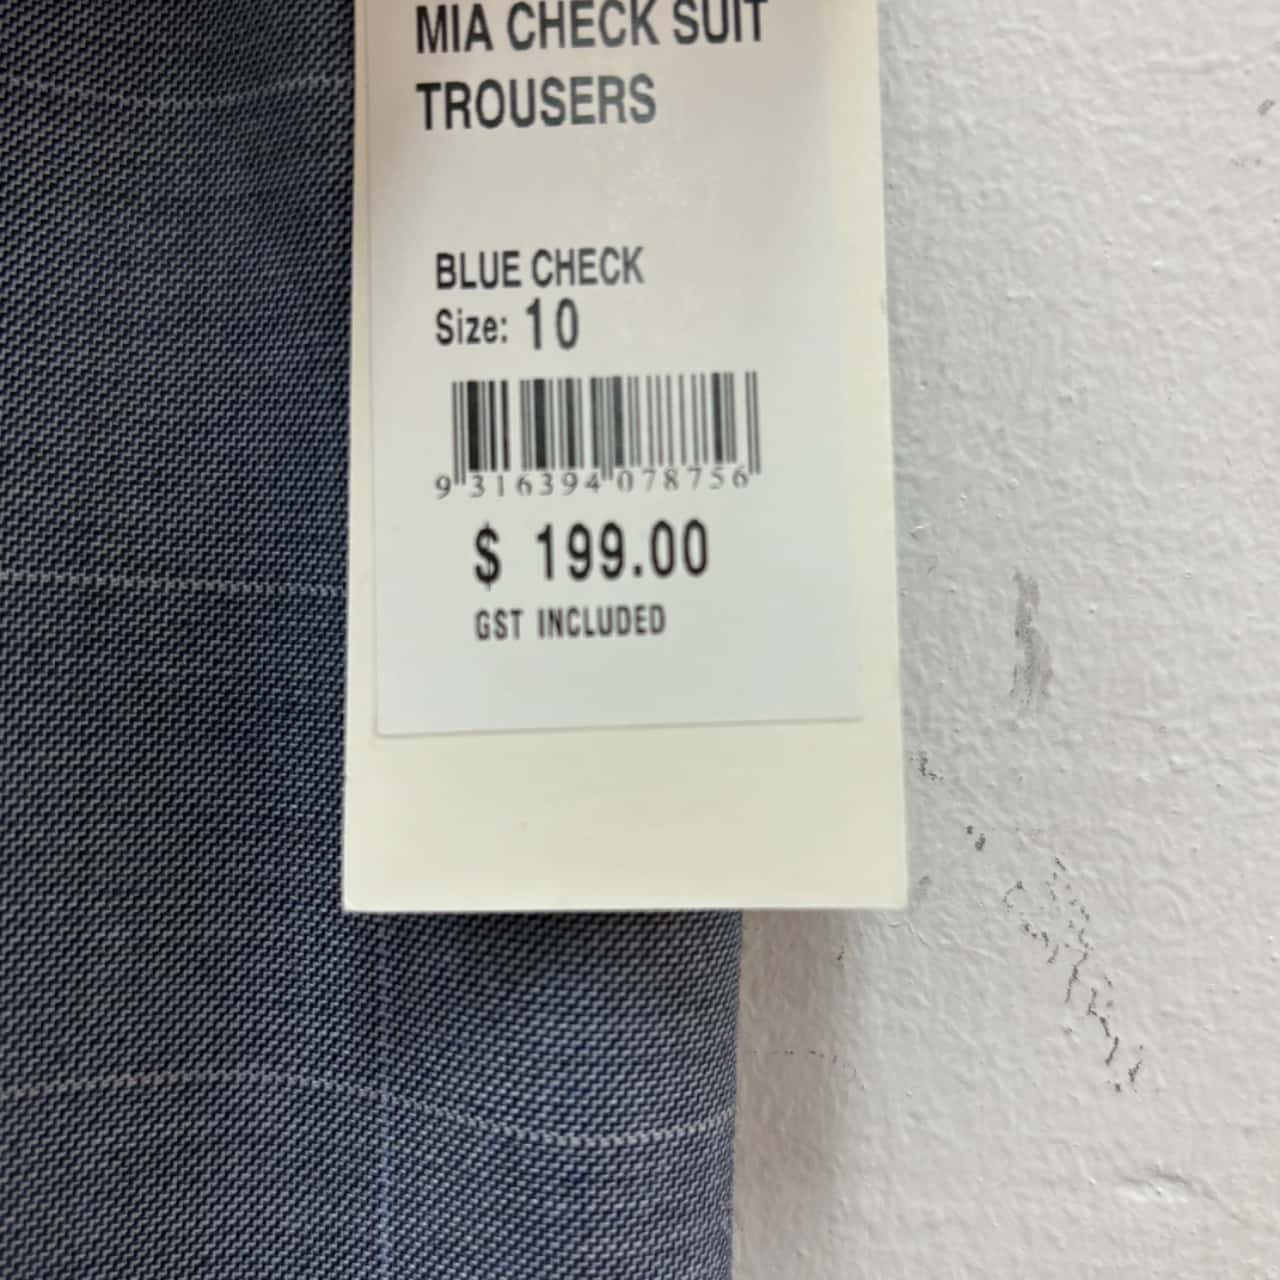 MIA CHECK SUIT
TROUSERS
BLUE CHECK
Size: 10
9 316394 078756
$ 199.00
GST INCLUDED